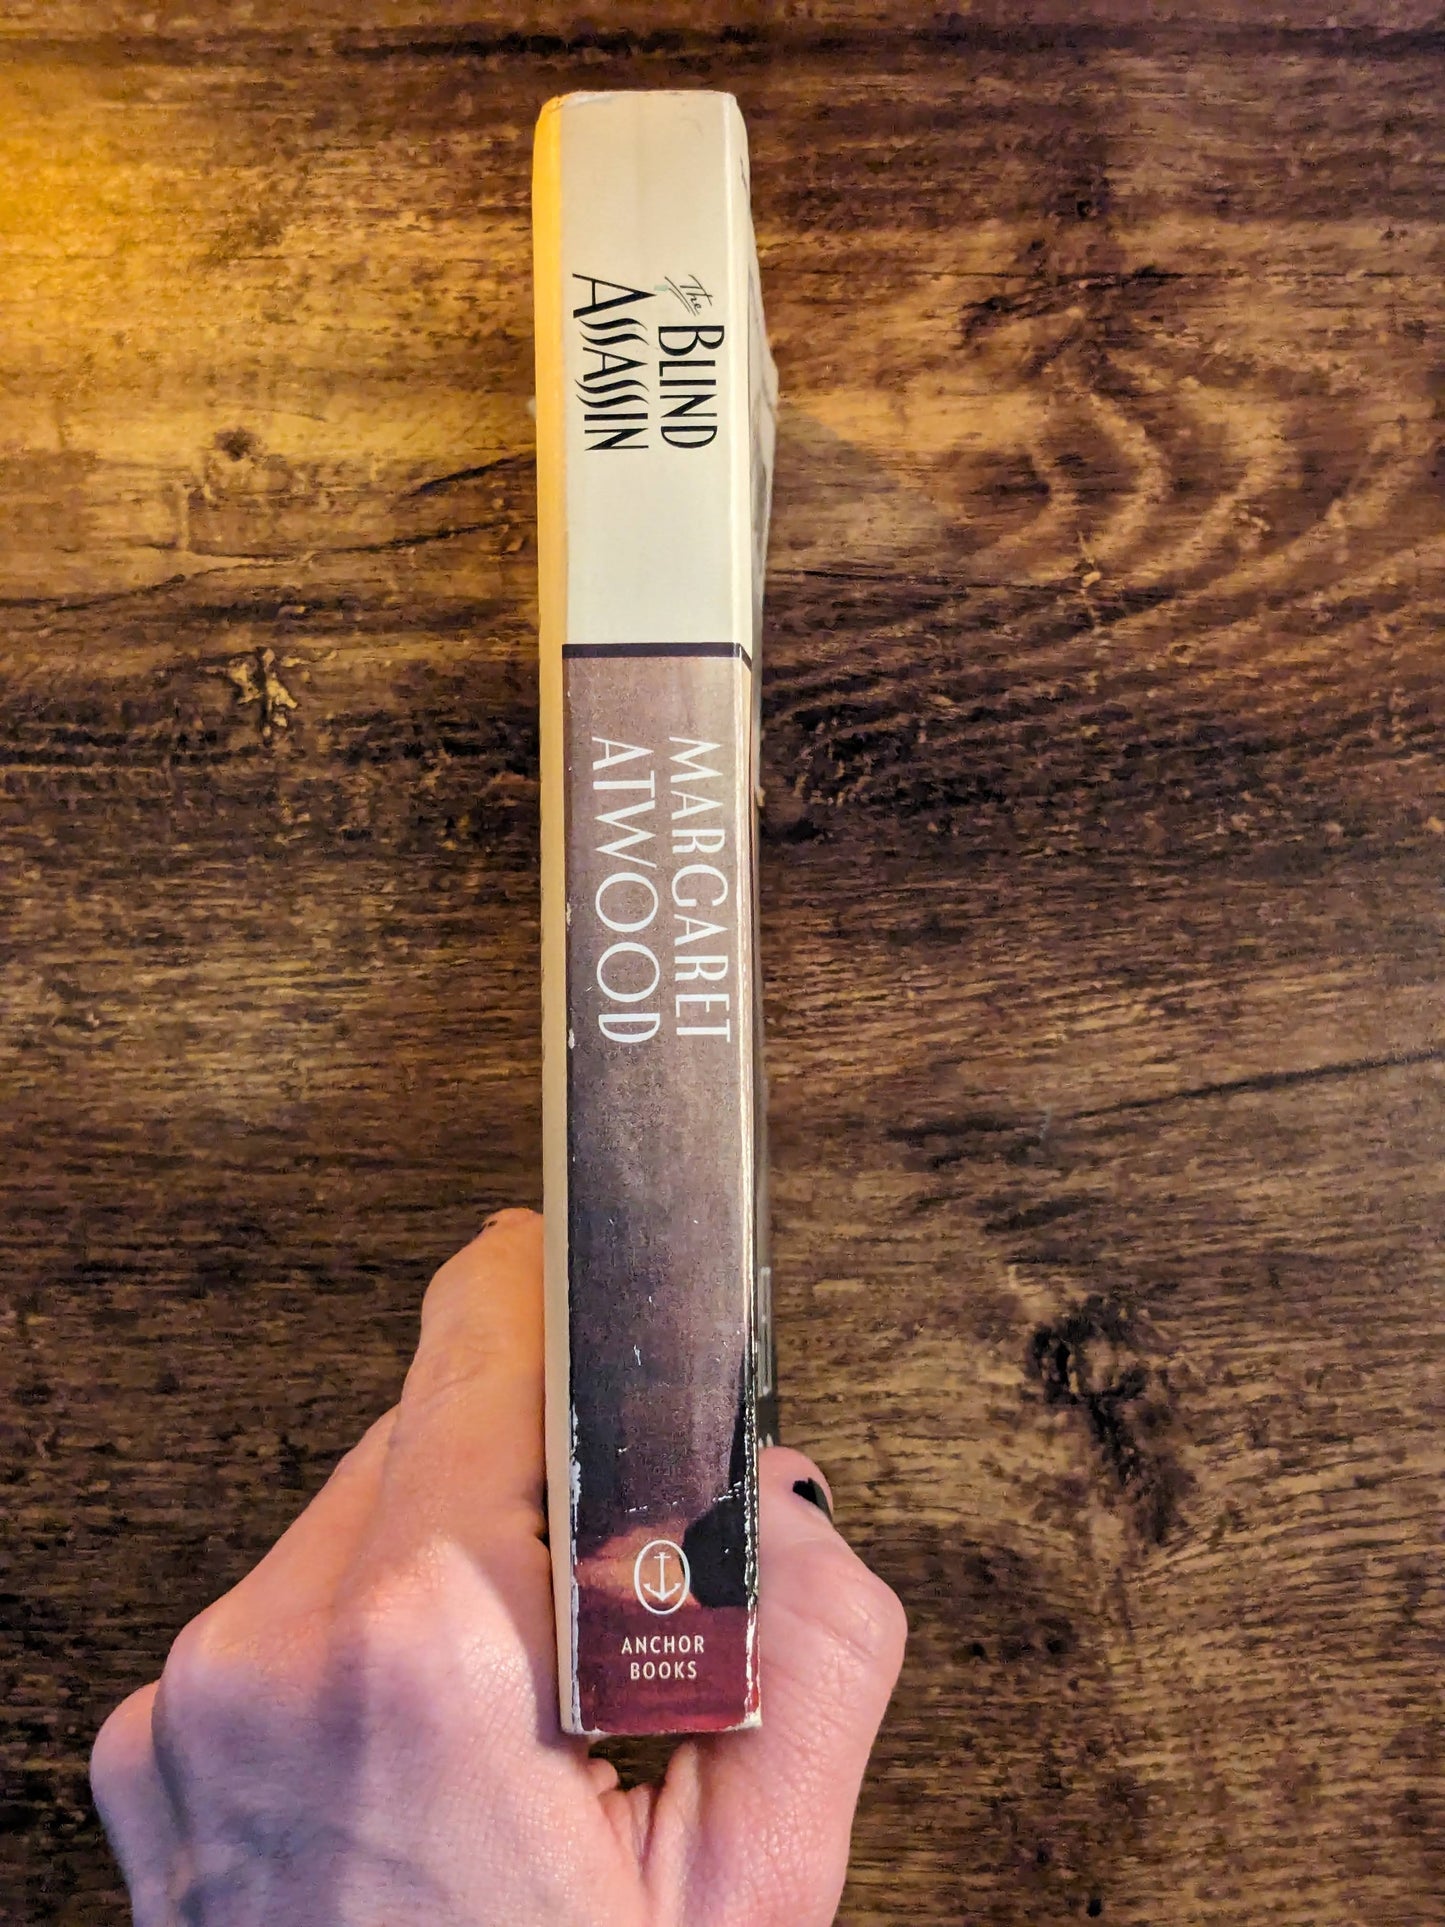 The BLIND
ASSASSIN
MARGARET
ATWOOD
ANCHOR
BOOKS